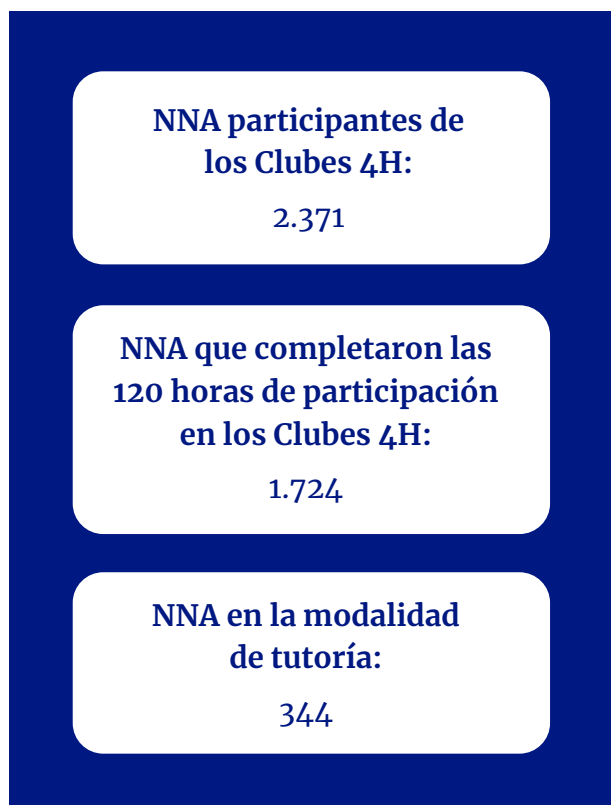 NNA participantes de
los Clubes 4H:
2.371
NNA que completaron las
120 horas de participación
en los Clubes 4H:
1.724
NNA en la modalidad
de tutoría:
344